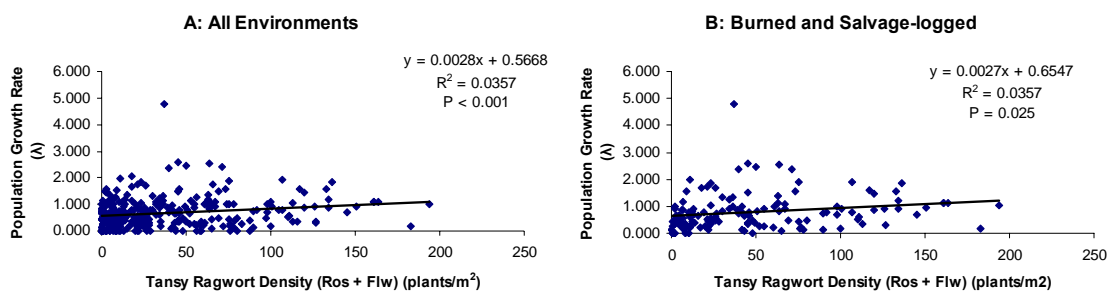 A: All Environments
y = 0.0028x + 0.5668
R² = 0.0357
P < 0.001
Population Growth Rate
(λ)
6.000
5.000
4.000
3.000
2.000
1.000
0.000
0 50 100 150 200 250
Tansy Ragwort Density (Ros + Flw) (plants/m²)
B: Burned and Salvage-logged
y = 0.0027x + 0.6547
R² = 0.0357
P = 0.025
Population Growth Rate
(λ)
6.000
5.000
4.000
3.000
2.000
1.000
0.000
0 50 100 150 200 250
Tansy Ragwort Density (Ros + Flw) (plants/m2)